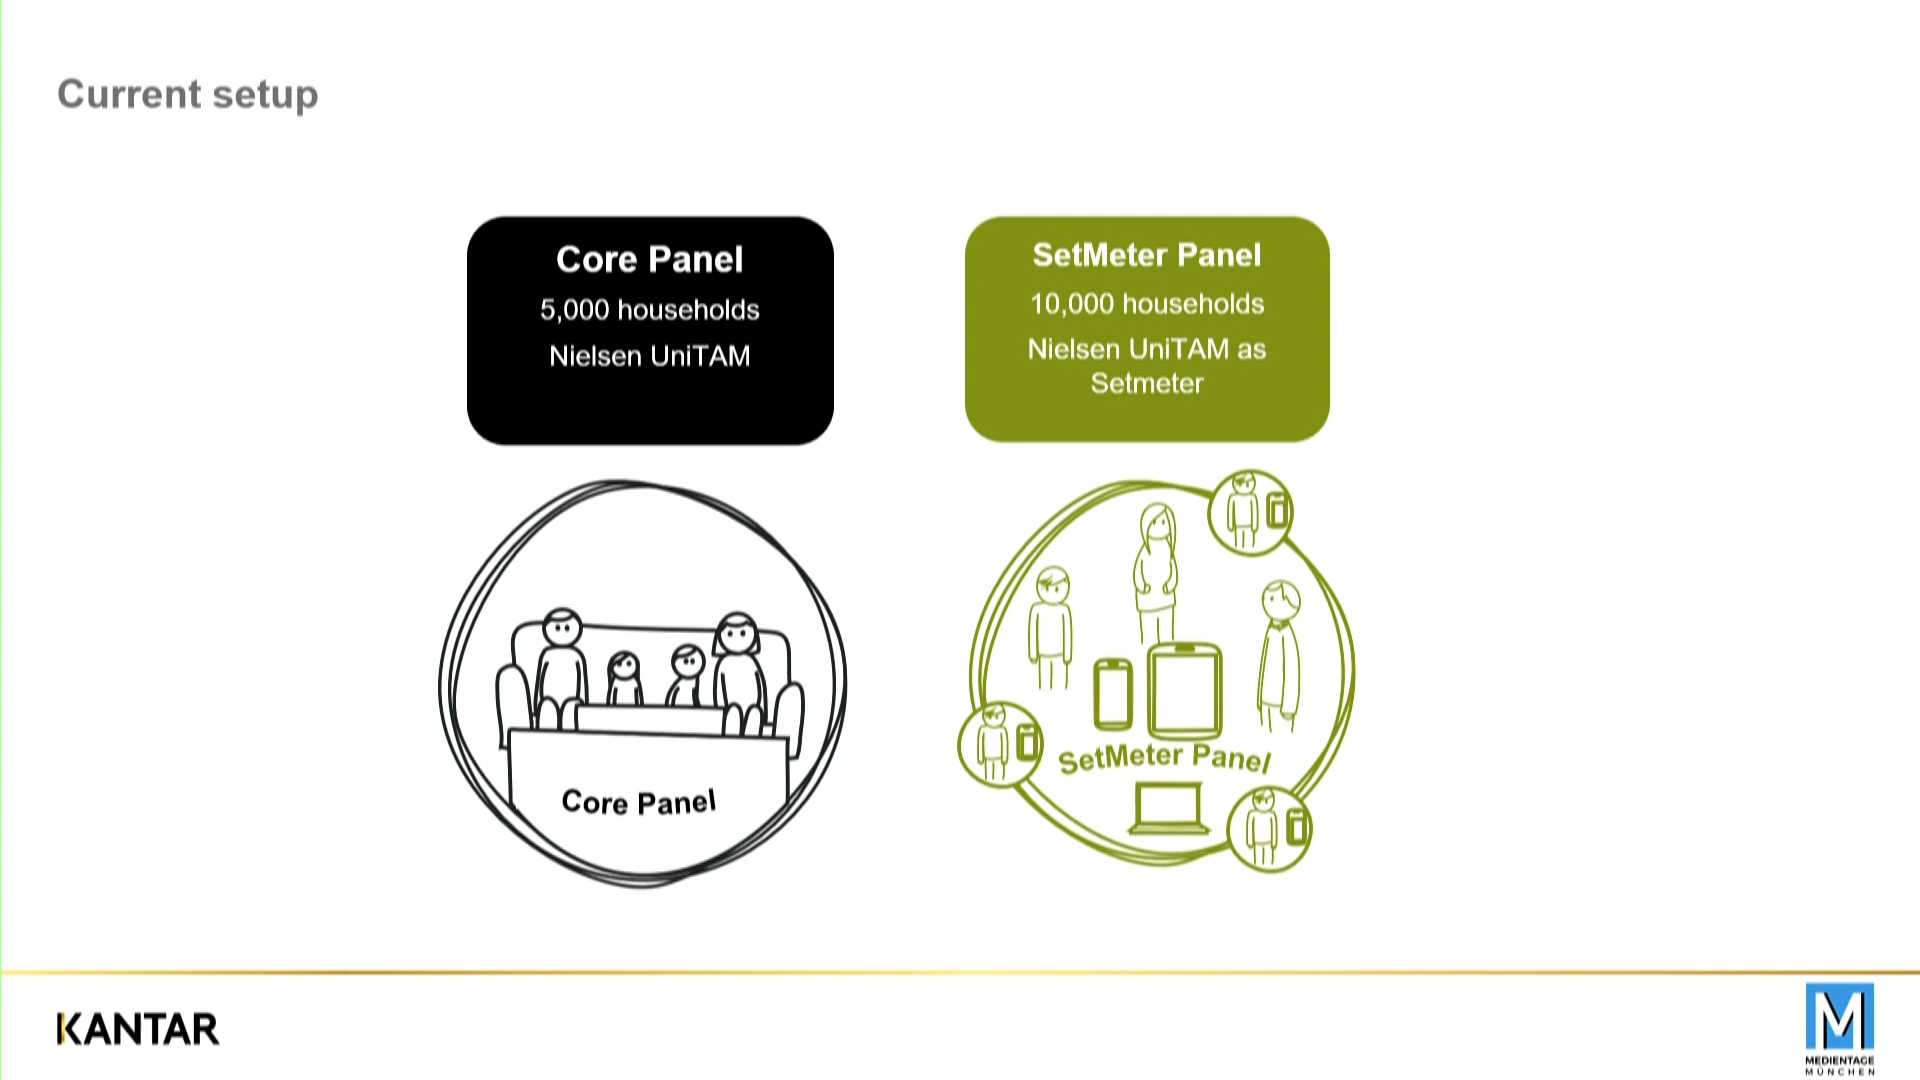 Current setup
Core Panel
5,000 households
Nielsen UniTAM
SetMeter Panel
10,000 households
Nielsen UniTAM as
Setmeter
Core Panel
SetMeter Panel
KANTAR
M
MEDIENTAGE
MÜNCHEN